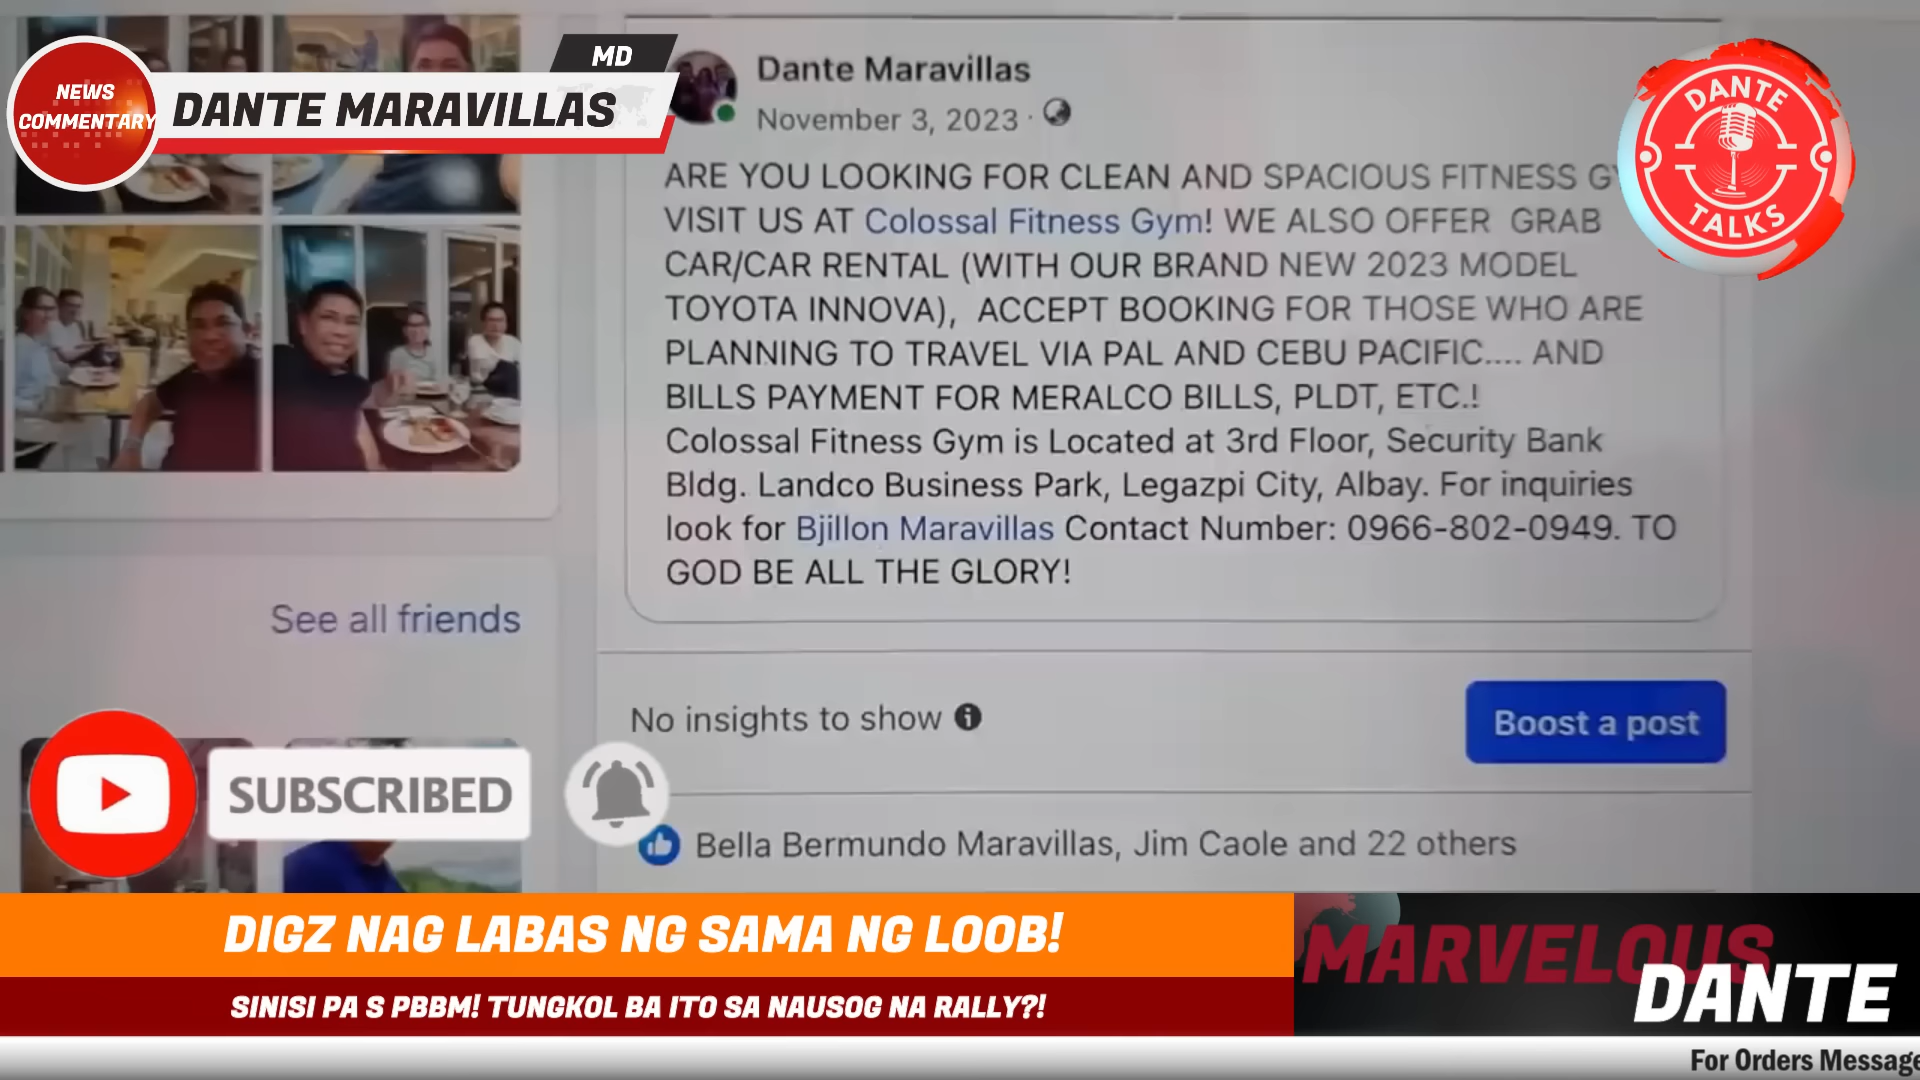 MD
NEWS
COMMENTARY
DANTE MARAVILLAS
DANTE
TALKS
Dante Maravillas
November 3, 2023 ·
ARE YOU LOOKING FOR CLEAN AND SPACIOUS FITNESS
VISIT US AT Colossal Fitness Gym! WE ALSO OFFER GRAB
CAR/CAR RENTAL (WITH OUR BRAND NEW 2023 MODEL
TOYOTA INNOVA), ACCEPT BOOKING FOR THOSE WHO ARE
PLANNING TO TRAVEL VIA PAL AND CEBU PACIFIC.... AND
BILLS PAYMENT FOR MERALCO BILLS, PLDT, ETC.!
Colossal Fitness Gym is Located at 3rd Floor, Security Bank
Bldg. Landco Business Park, Legazpi City, Albay. For inquiries
look for Bjillon Maravillas Contact Number: 0966-802-0949. TO
GOD BE ALL THE GLORY!
See all friends
No insights to show
Boost a post
SUBSCRIBED
Bella Bermundo Maravillas, Jim Caole and 22 others
DIGZ NAG LABAS NG SAMA NG LOOB!
SINISI PA S PBBM! TUNGKOL BA ITO SA NAUSOG NA RALLY?!
MARVELOUS
DANTE
For Orders Message